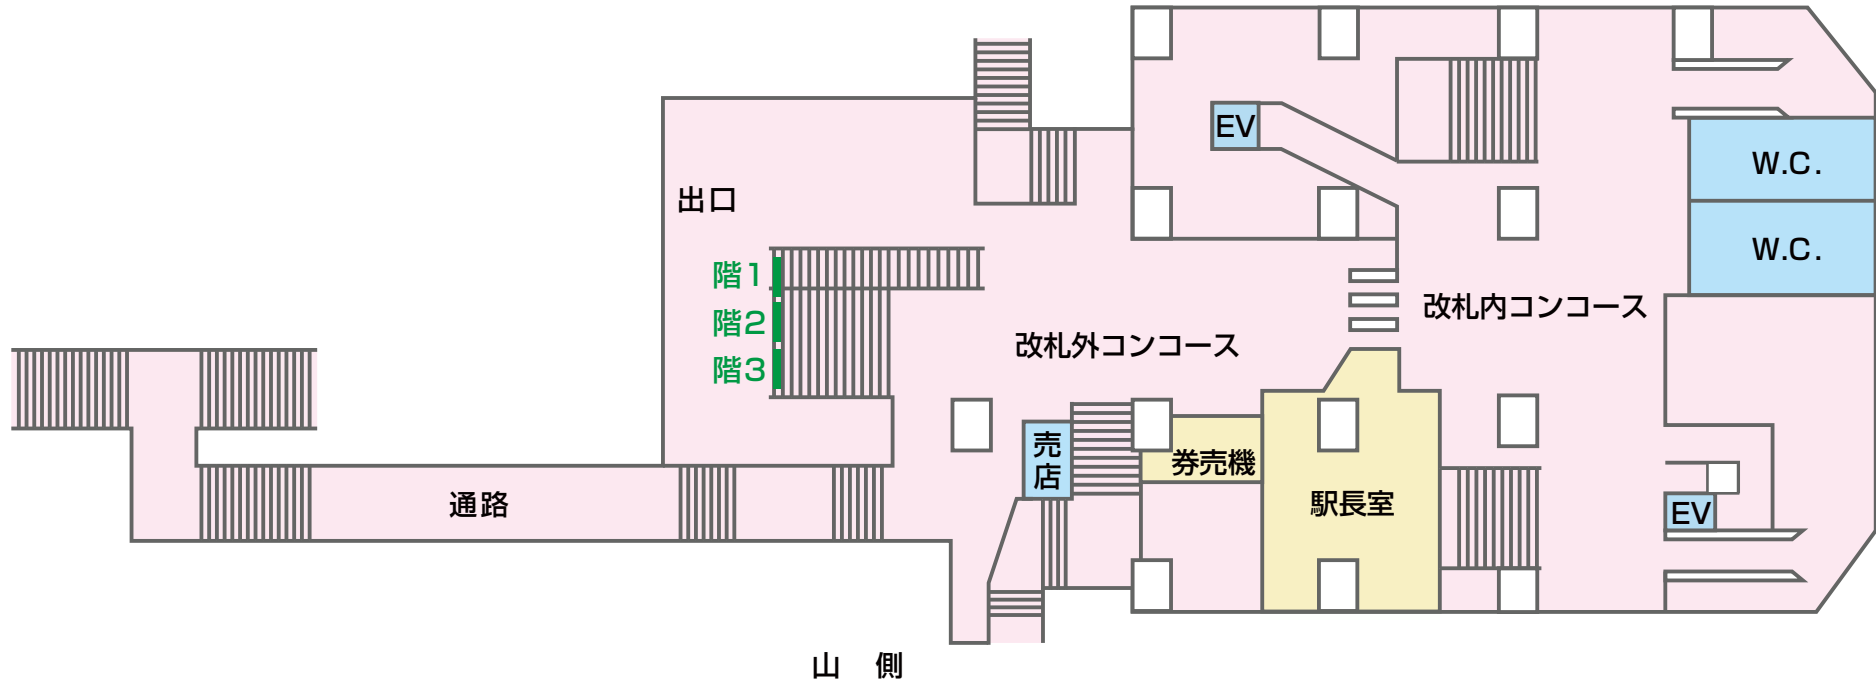 EV
W.C.
出口
W.C.
階1
改札内コンコース
階2
改札外コンコース
階3
売店
券売機
通路
駅長室
EV
山　側